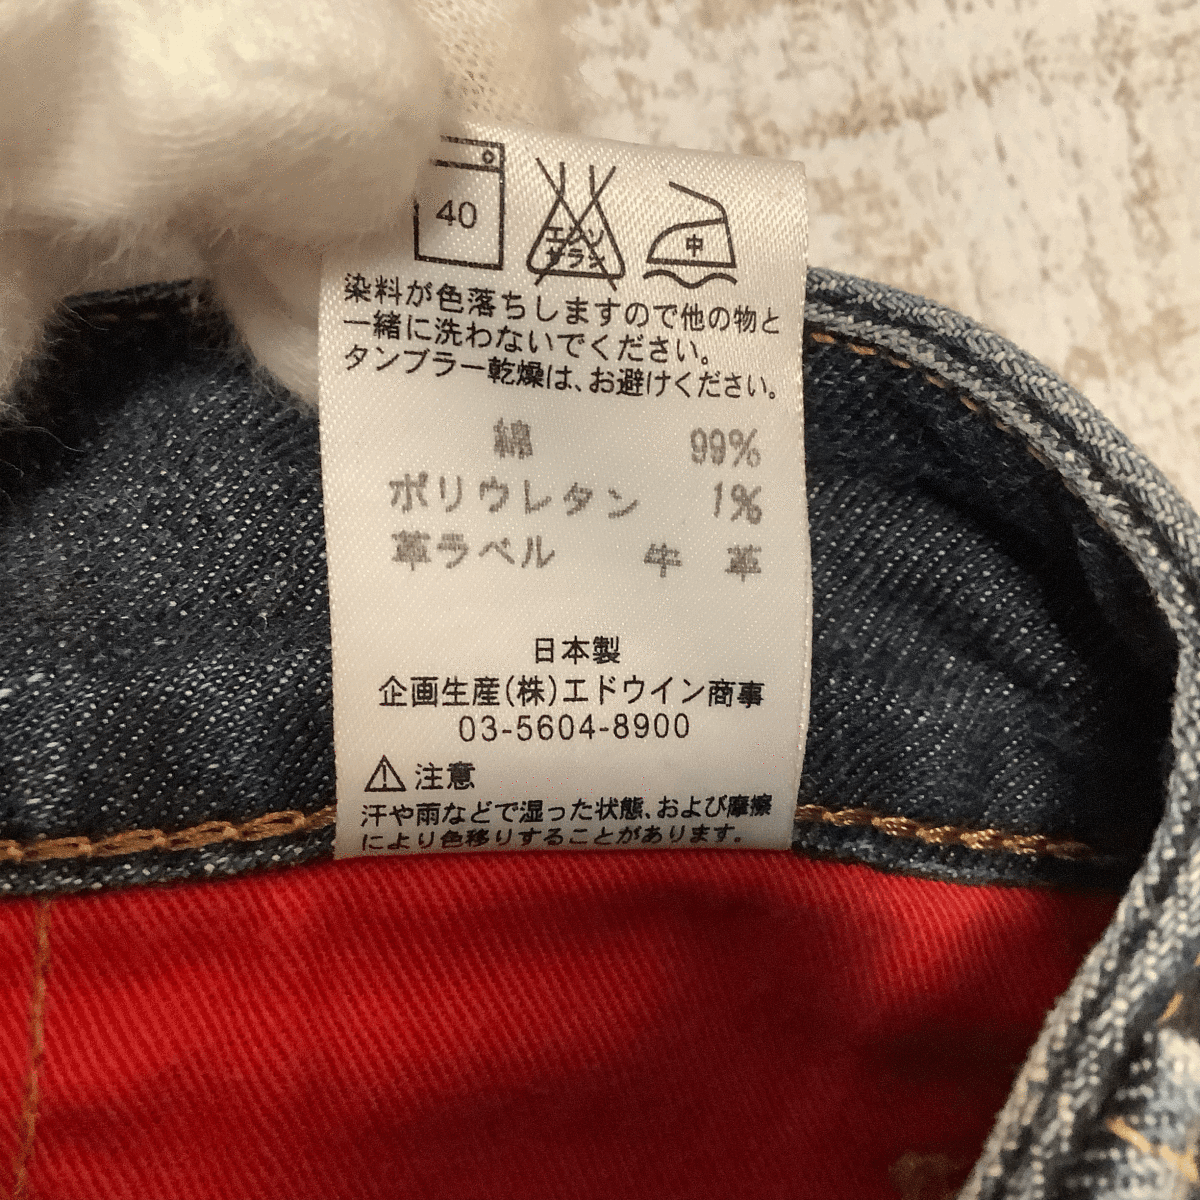 40
エンソ
サラシ
中
染料が色落ちしますので他の物と
一緒に洗わないでください。
タンブラー乾燥は、お避けください。
綿 99%
ポリウレタン 1%
革ラベル 牛 革
日本製
企画生産(株)エドウイン商事
03-5604-8900
注意
汗や雨などで湿った状態、および摩擦
により色移りすることがあります。